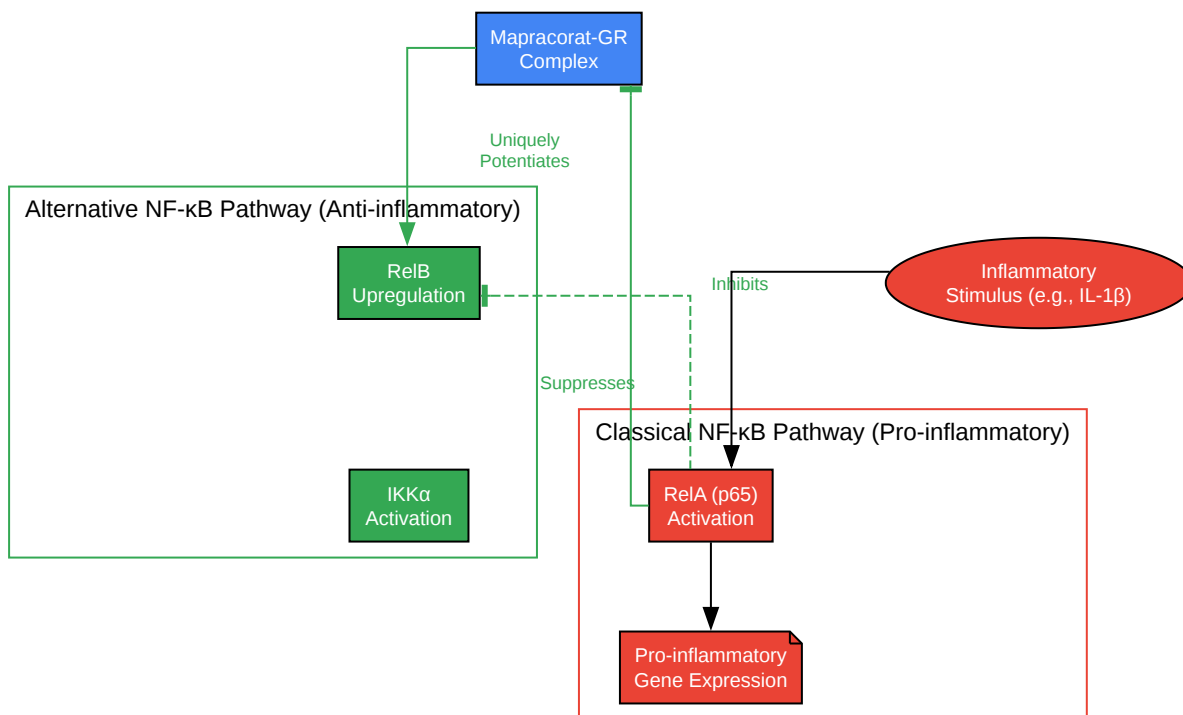 Mapracorat-GR
Complex
Uniquely
Potentiates
Alternative NF-κB Pathway (Anti-inflammatory)
RelB
Upregulation
Inhibits
Inflammatory
Stimulus (e.g., IL-1β)
Suppresses
Classical NF-κB Pathway (Pro-inflammatory)
IKKα
Activation
RelA (p65)
Activation
Pro-inflammatory
Gene Expression